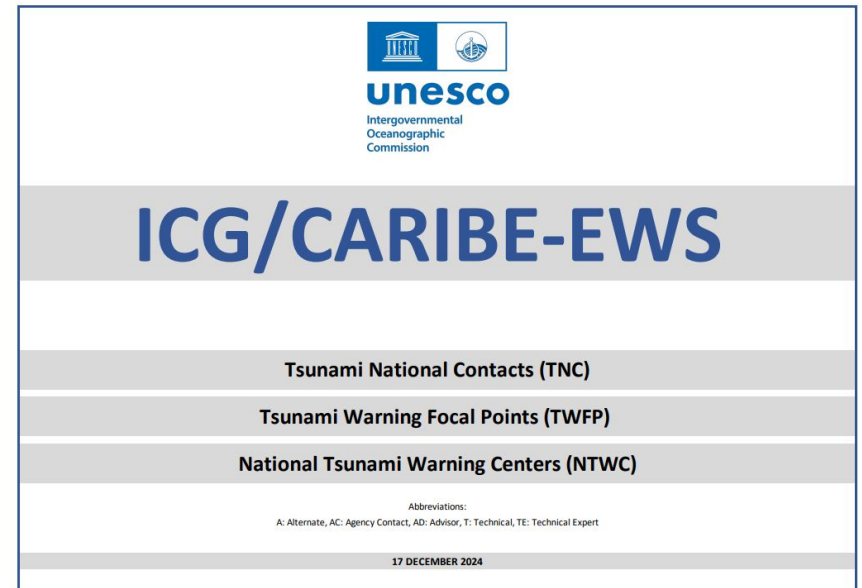 UNESCO
unesco
Intergovernmental
Oceanographic
Commission
ICG/CARIBE-EWS
Tsunami National Contacts (TNC)
Tsunami Warning Focal Points (TWFP)
National Tsunami Warning Centers (NTWC)
Abbreviations:
A: Alternate, AC: Agency Contact, AD: Advisor, T: Technical, TE: Technical Expert
17 DECEMBER 2024